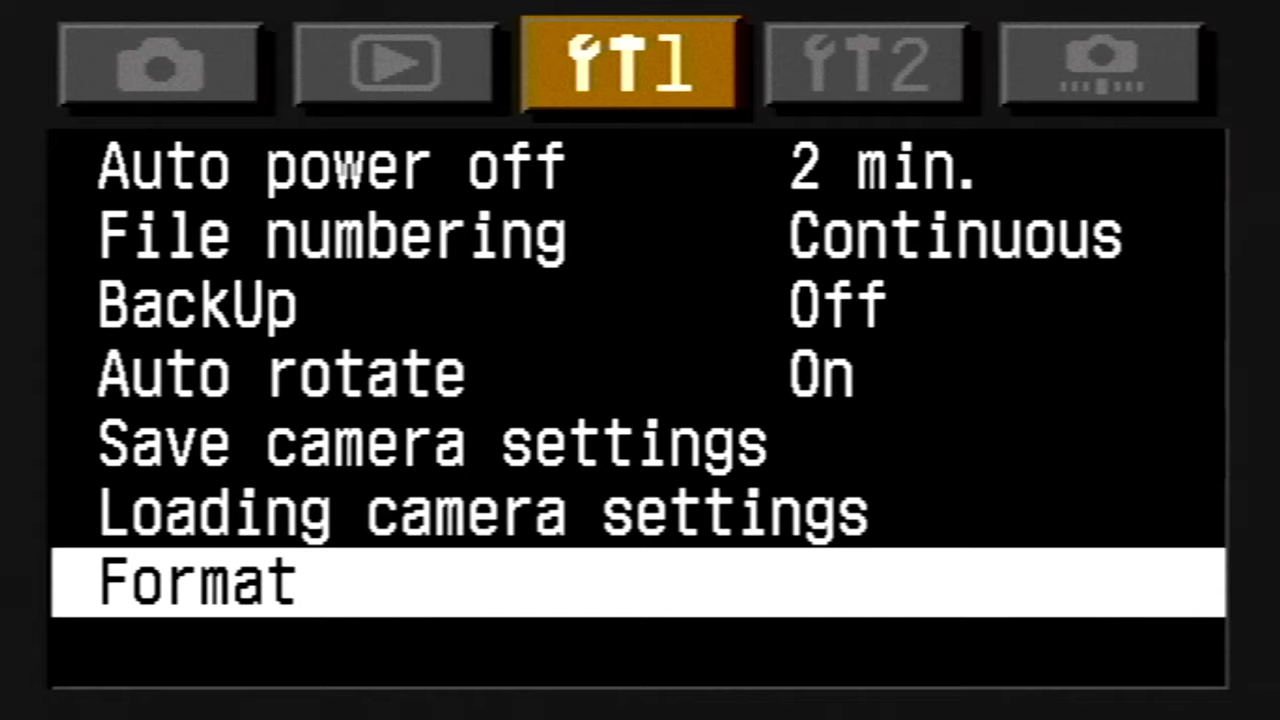 1 2
Auto power off 2 min.
File numbering Continuous
BackUp Off
Auto rotate On
Save camera settings
Loading camera settings
Format